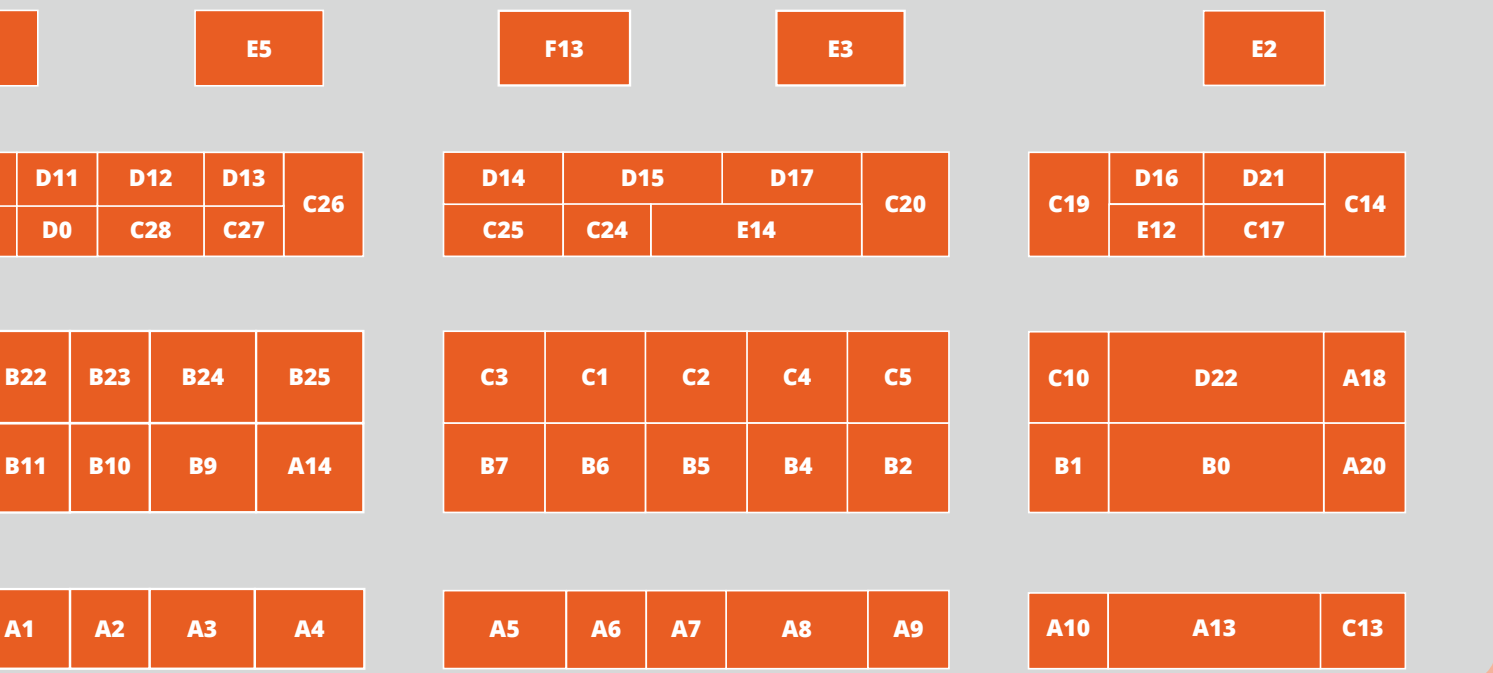 E5 F13 E3 E2
D11 D12 D13 C26 D14 D15 D17 C20 C19 D16 D21 C14
D0 C28 C27 C25 C24 E14 E12 C17
B22 B23 B24 B25 C3 C1 C2 C4 C5 C10 D22 A18
B11 B10 B9 A14 B7 B6 B5 B4 B2 B1 B0 A20
A1 A2 A3 A4 A5 A6 A7 A8 A9 A10 A13 C13